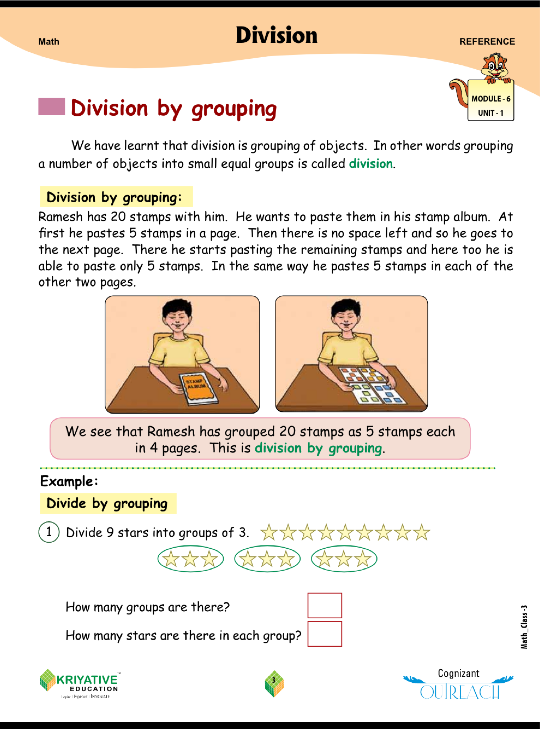 Math
Division
REFERENCE
MODULE - 6
UNIT - 1
Division by grouping
We have learnt that division is grouping of objects. In other words grouping
a number of objects into small equal groups is called division.
Division by grouping:
Ramesh has 20 stamps with him. He wants to paste them in his stamp album. At
first he pastes 5 stamps in a page. Then there is no space left and so he goes to
the next page. There he starts pasting the remaining stamps and here too he is
able to paste only 5 stamps. In the same way he pastes 5 stamps in each of the
other two pages.
STAMP
ALBUM
We see that Ramesh has grouped 20 stamps as 5 stamps each
in 4 pages. This is division by grouping.
Example:
Divide by grouping
1 Divide 9 stars into groups of 3.
How many groups are there?
How many stars are there in each group?
Math_Class -3
KRIYATIVE
EDUCATION
3
Cognizant
OUTREACH